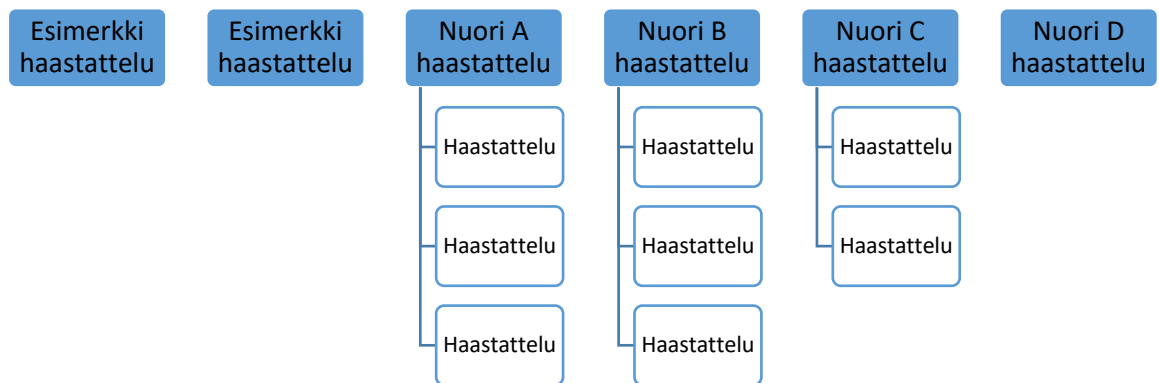 Esimerkki
haastattelu
Esimerkki
haastattelu
Nuori A
haastattelu
Haastattelu
Haastattelu
Haastattelu
Nuori B
haastattelu
Haastattelu
Haastattelu
Haastattelu
Nuori C
haastattelu
Haastattelu
Haastattelu
Nuori D
haastattelu